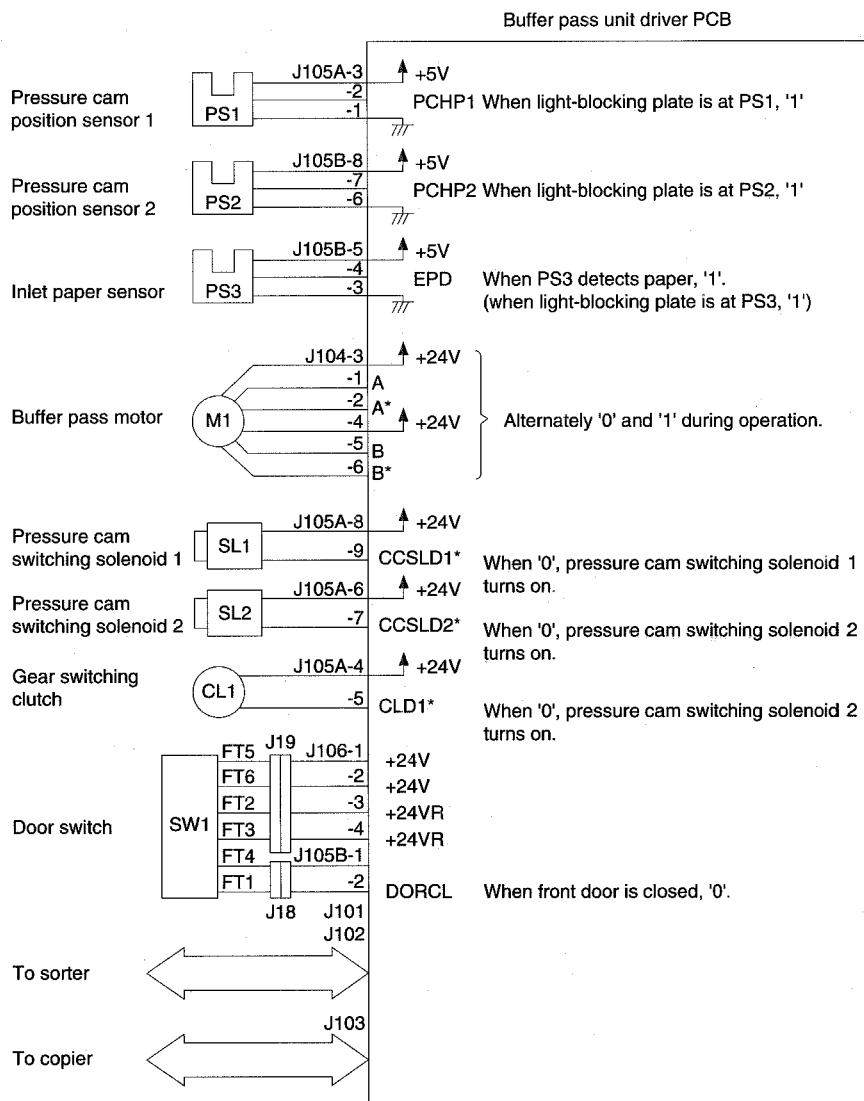 Buffer pass unit driver PCB
J105A-3 +5V
Pressure cam
position sensor 1
PS1
-2
-1
PCHP1 When light-blocking plate is at PS1, '1'
J105B-8 +5V
Pressure cam
position sensor 2
PS2
-7
-6
PCHP2 When light-blocking plate is at PS2, '1'
J105B-5 +5V
Inlet paper sensor
PS3
-4
-3
EPD When PS3 detects paper, '1'.
(when light-blocking plate is at PS3, '1')
J104-3 +24V
-1 A
-2 A*
Buffer pass motor
M1
-4 +24V
Alternately '0' and '1' during operation.
-5 B
-6 B*
J105A-8 +24V
Pressure cam
switching solenoid 1
SL1
-9 CCSLD1* When '0', pressure cam switching solenoid 1
turns on.
J105A-6 +24V
Pressure cam
switching solenoid 2
SL2
-7 CCSLD2* When '0', pressure cam switching solenoid 2
turns on.
J105A-4 +24V
Gear switching
clutch
CL1
-5 CLD1* When '0', pressure cam switching solenoid 2
turns on.
FT5 J19 J106-1 +24V
FT6 -2 +24V
FT2 -3 +24VR
Door switch
SW1
FT3 -4 +24VR
FT4 J105B-1
FT1 -2 DORCL When front door is closed, '0'.
J18 J101
J102
To sorter
J103
To copier